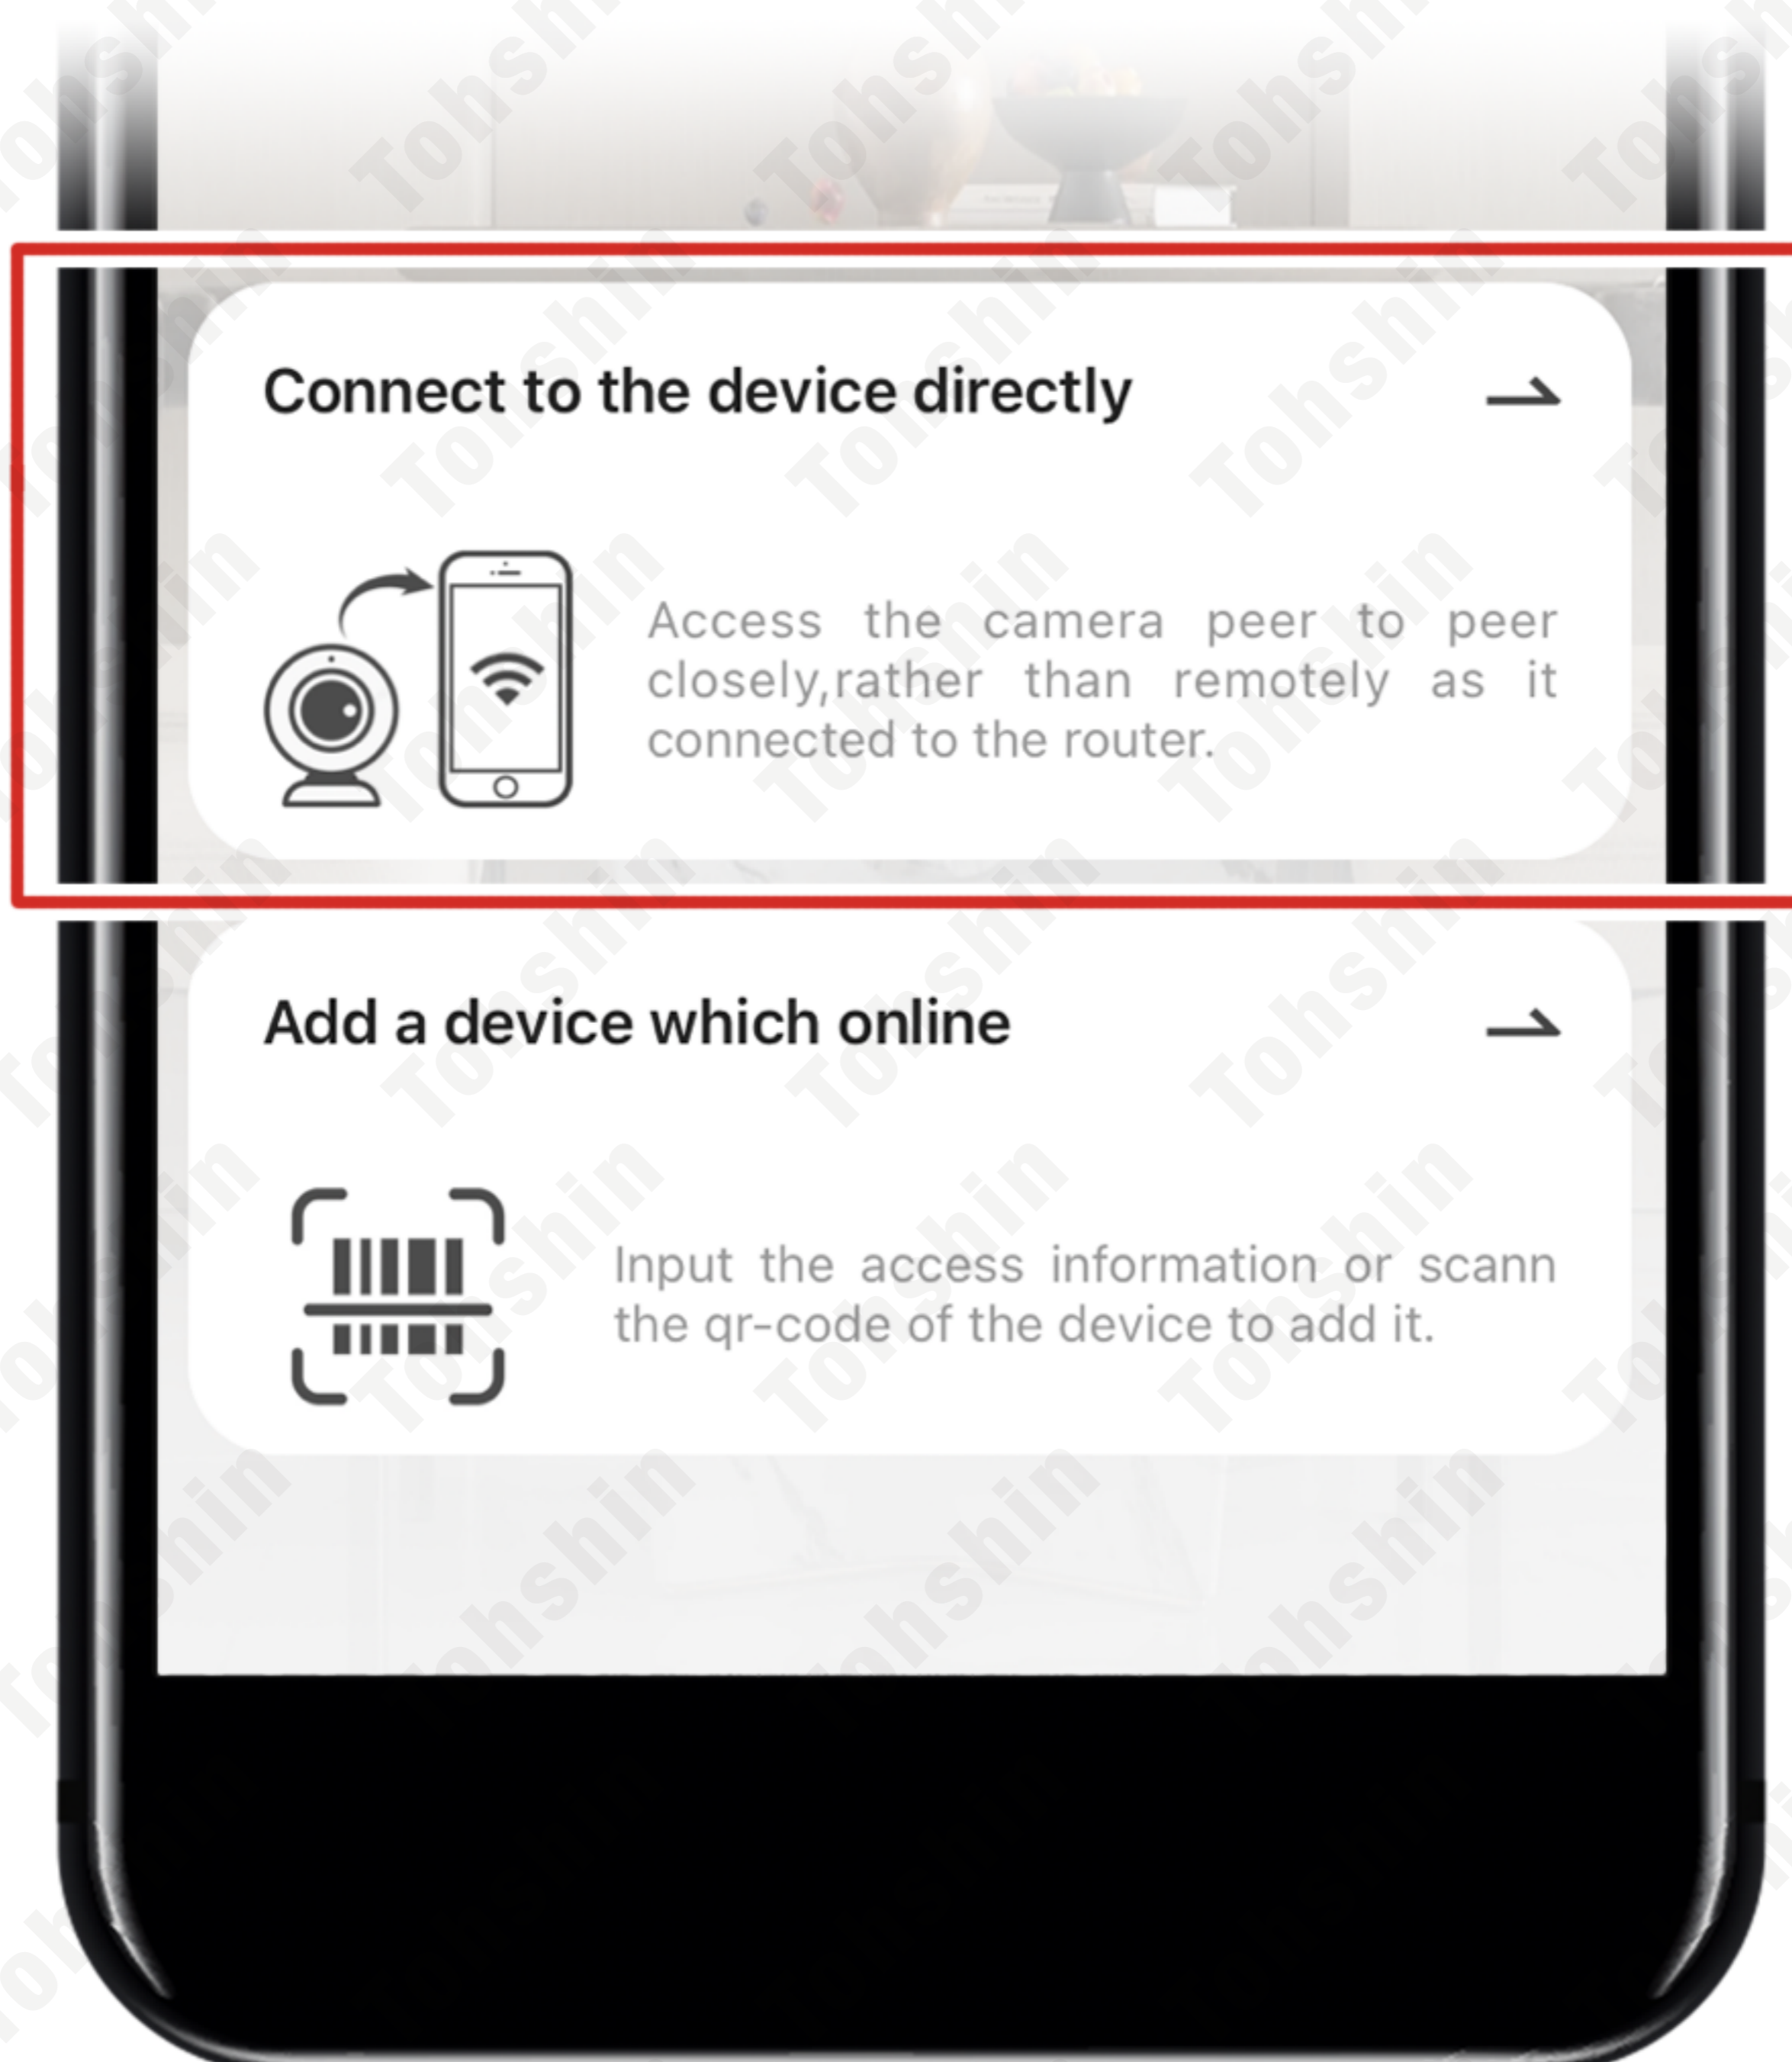 Connect to the device directly
Access the camera peer to peer
closely,rather than remotely as it
connected to the router.
Add a device which online
Input the access information or scann
the qr-code of the device to add it.
Tohshin